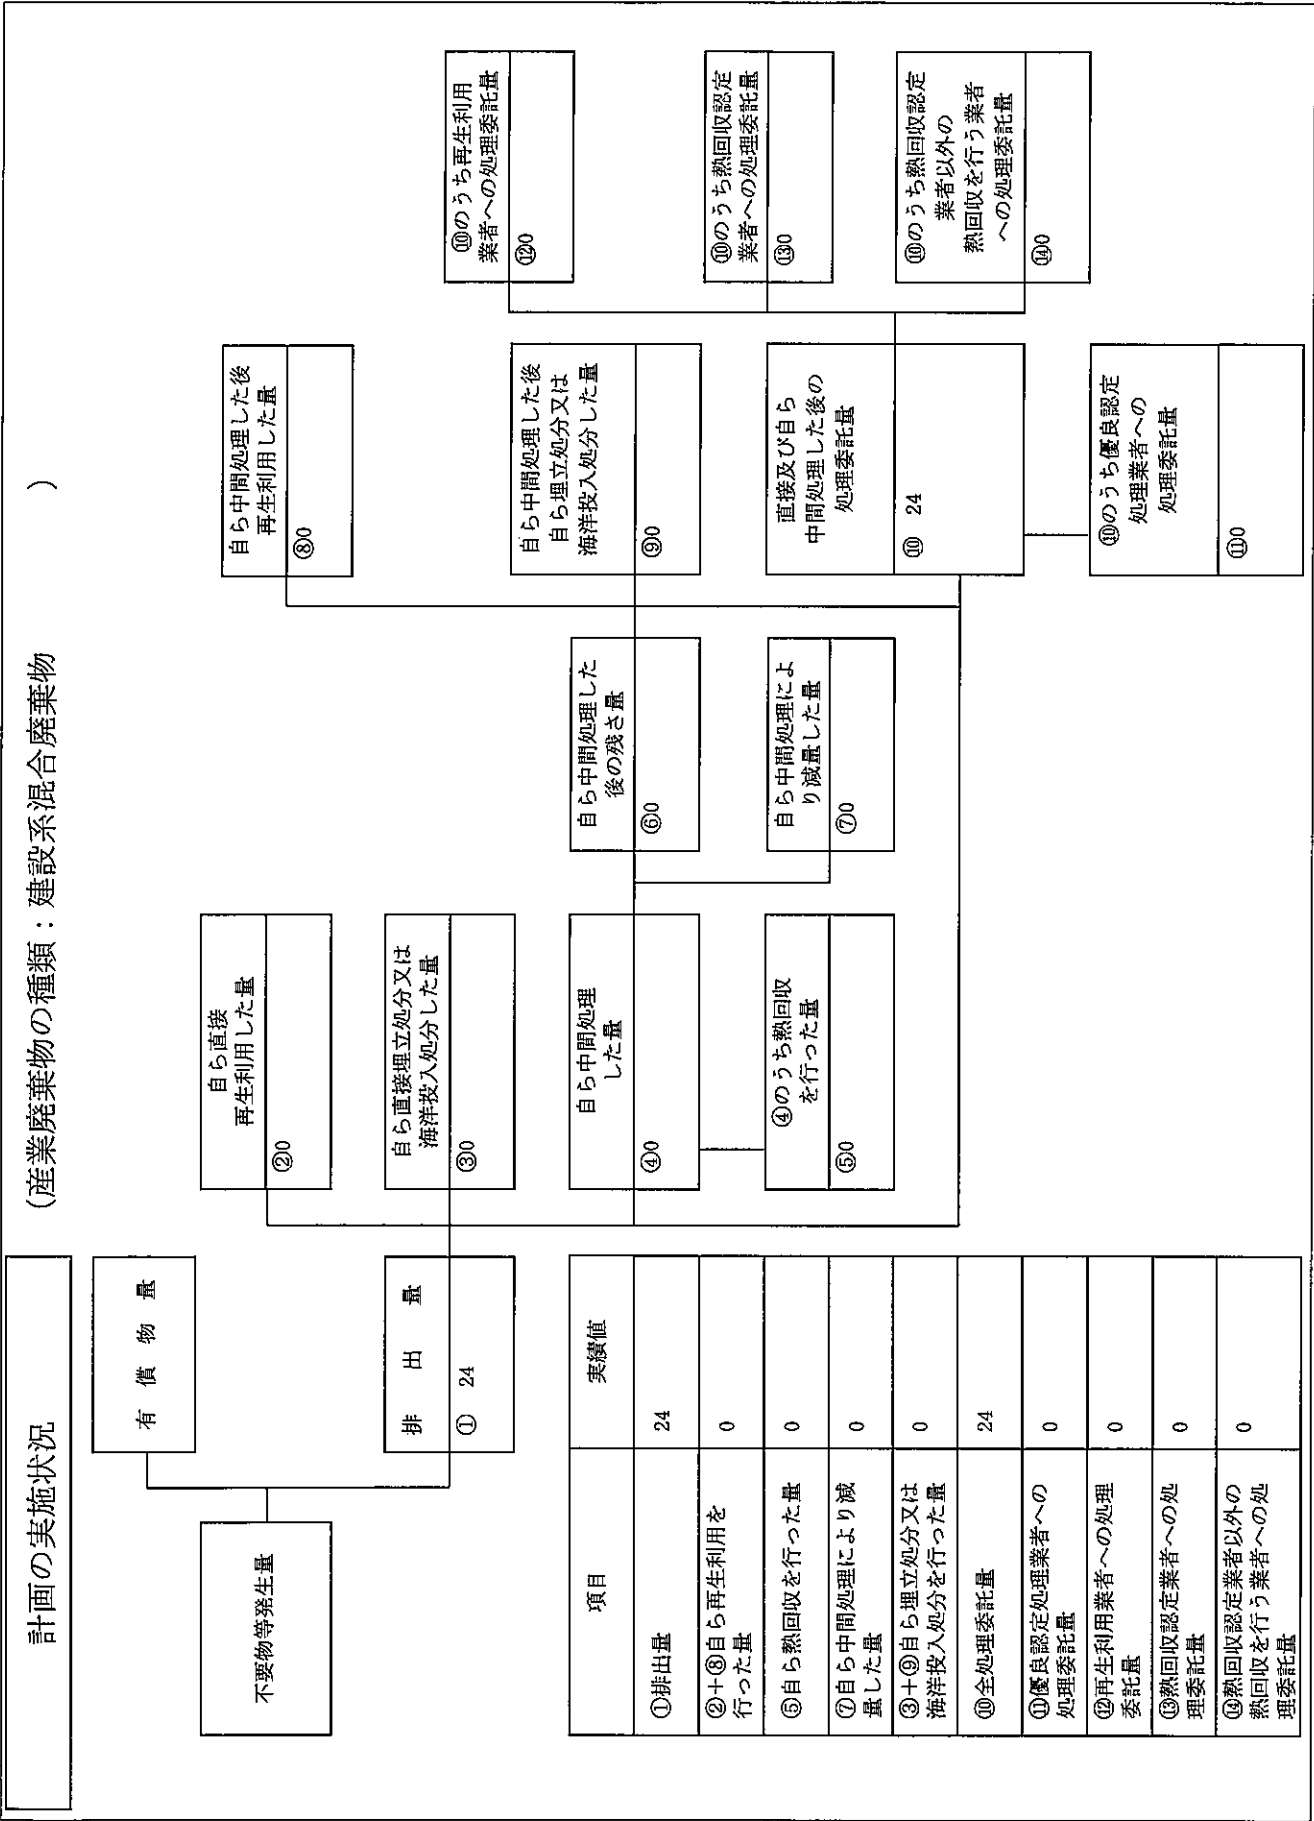 計画の実施状況
(産業廃棄物の種類：建設系混合廃棄物　　　　)
不要物等発生量
有　償　物　量
排　出　量
① 24
自ら直接
再生利用した量
②0
自ら直接埋立処分又は
海洋投入処分した量
③0
自ら中間処理
した量
④0
④のうち熱回収
を行った量
⑤0
自ら中間処理した
後の残さ量
⑥0
自ら中間処理によ
り減量した量
⑦0
自ら中間処理した後
再生利用した量
⑧0
自ら中間処理した後
自ら埋立処分又は
海洋投入処分した量
⑨0
直接及び自ら
中間処理した後の
処理委託量
⑩ 24
⑩のうち優良認定
処理業者への
処理委託量
⑪0
⑩のうち再生利用
業者への処理委託量
⑫0
⑩のうち熱回収認定
業者への処理委託量
⑬0
⑩のうち熱回収認定
業者以外の
熱回収を行う業者
への処理委託量
⑭0
項目　実績値
①排出量　24
②+⑧自ら再生利用を
行った量　0
⑤自ら熱回収を行った量　0
⑦自ら中間処理により減
量した量　0
③+⑨自ら埋立処分又は
海洋投入処分を行った量　0
⑩全処理委託量　24
⑪優良認定処理業者への
処理委託量　0
⑫再生利用業者への処理
委託量　0
⑬熱回収認定業者への処
理委託量　0
⑭熱回収認定業者以外の
熱回収を行う業者への処
理委託量　0